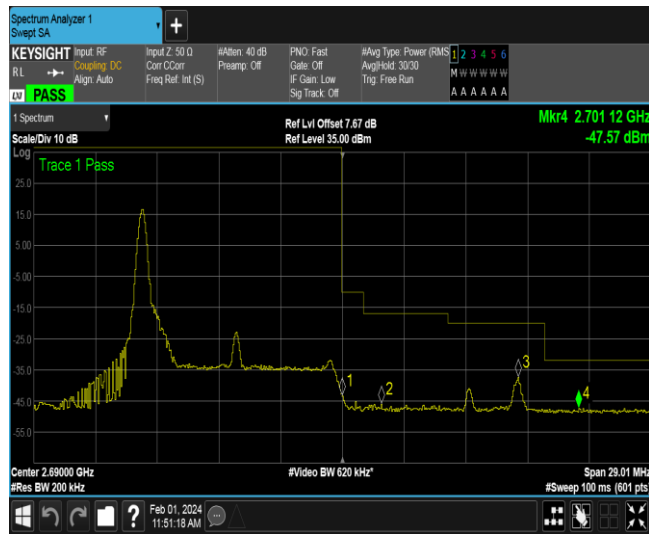 Spectrum Analyzer 1
Swept SA
KEYSIGHT Input: RF Input Z: 50 Ω #Atten: 40 dB PNO: Fast #Avg Type: Power (RMS 1 2 3 4 5 6
RL Coupling: DC Corr CCorr Preamp: Off Gate: Off Avg|Hold: 30/30 M W W W W W
Align: Auto Freq Ref: Int (S) IF Gain: Low Trig: Free Run
LXI PASS Sig Track: Off A A A A A A
1 Spectrum Ref Lvl Offset 7.67 dB Mkr4 2.701 12 GHz
Scale/Div 10 dB Ref Level 35.00 dBm -47.57 dBm
Log
Trace 1 Pass
25.0
15.0
5.00
-5.00
-15.0
-25.0
-35.0
-45.0
-55.0
1
2
3
4
Center 2.69000 GHz #Video BW 620 kHz* Span 29.01 MHz
#Res BW 200 kHz #Sweep 100 ms (601 pts
? Feb 01, 2024
11:51:18 AM